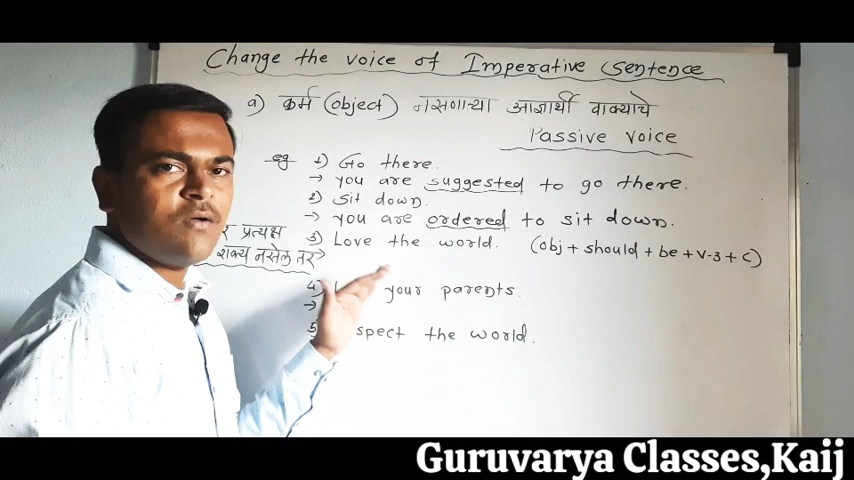 Change the voice of Imperative Sentence
a) कर्म (object) नसणाऱ्या आज्ञार्थी वाक्याचे
Passive voice
eg 1) Go there.
→ you are suggested to go there.
2) Sit down.
→ you are ordered to sit down.
र प्रत्यक्ष
शक्य नसेल तर
3) Love the world. (obj + should + be + V-3 + C)
4) your parents.
→
5) spect the world.
Guruvarya Classes,Kaij